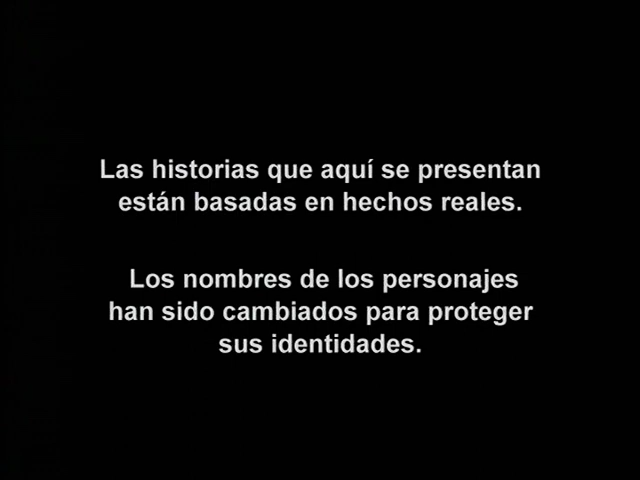 Las historias que aquí se presentan
están basadas en hechos reales.
Los nombres de los personajes
han sido cambiados para proteger
sus identidades.